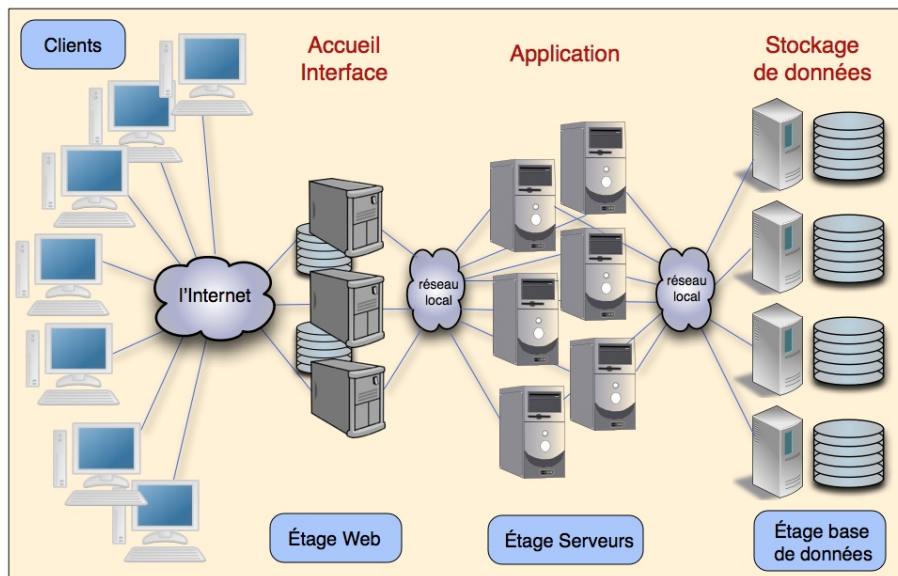 Clients
Accueil
Interface
Application
Stockage
de données
l'Internet
réseau
local
réseau
local
Étage Web
Étage Serveurs
Étage base
de données